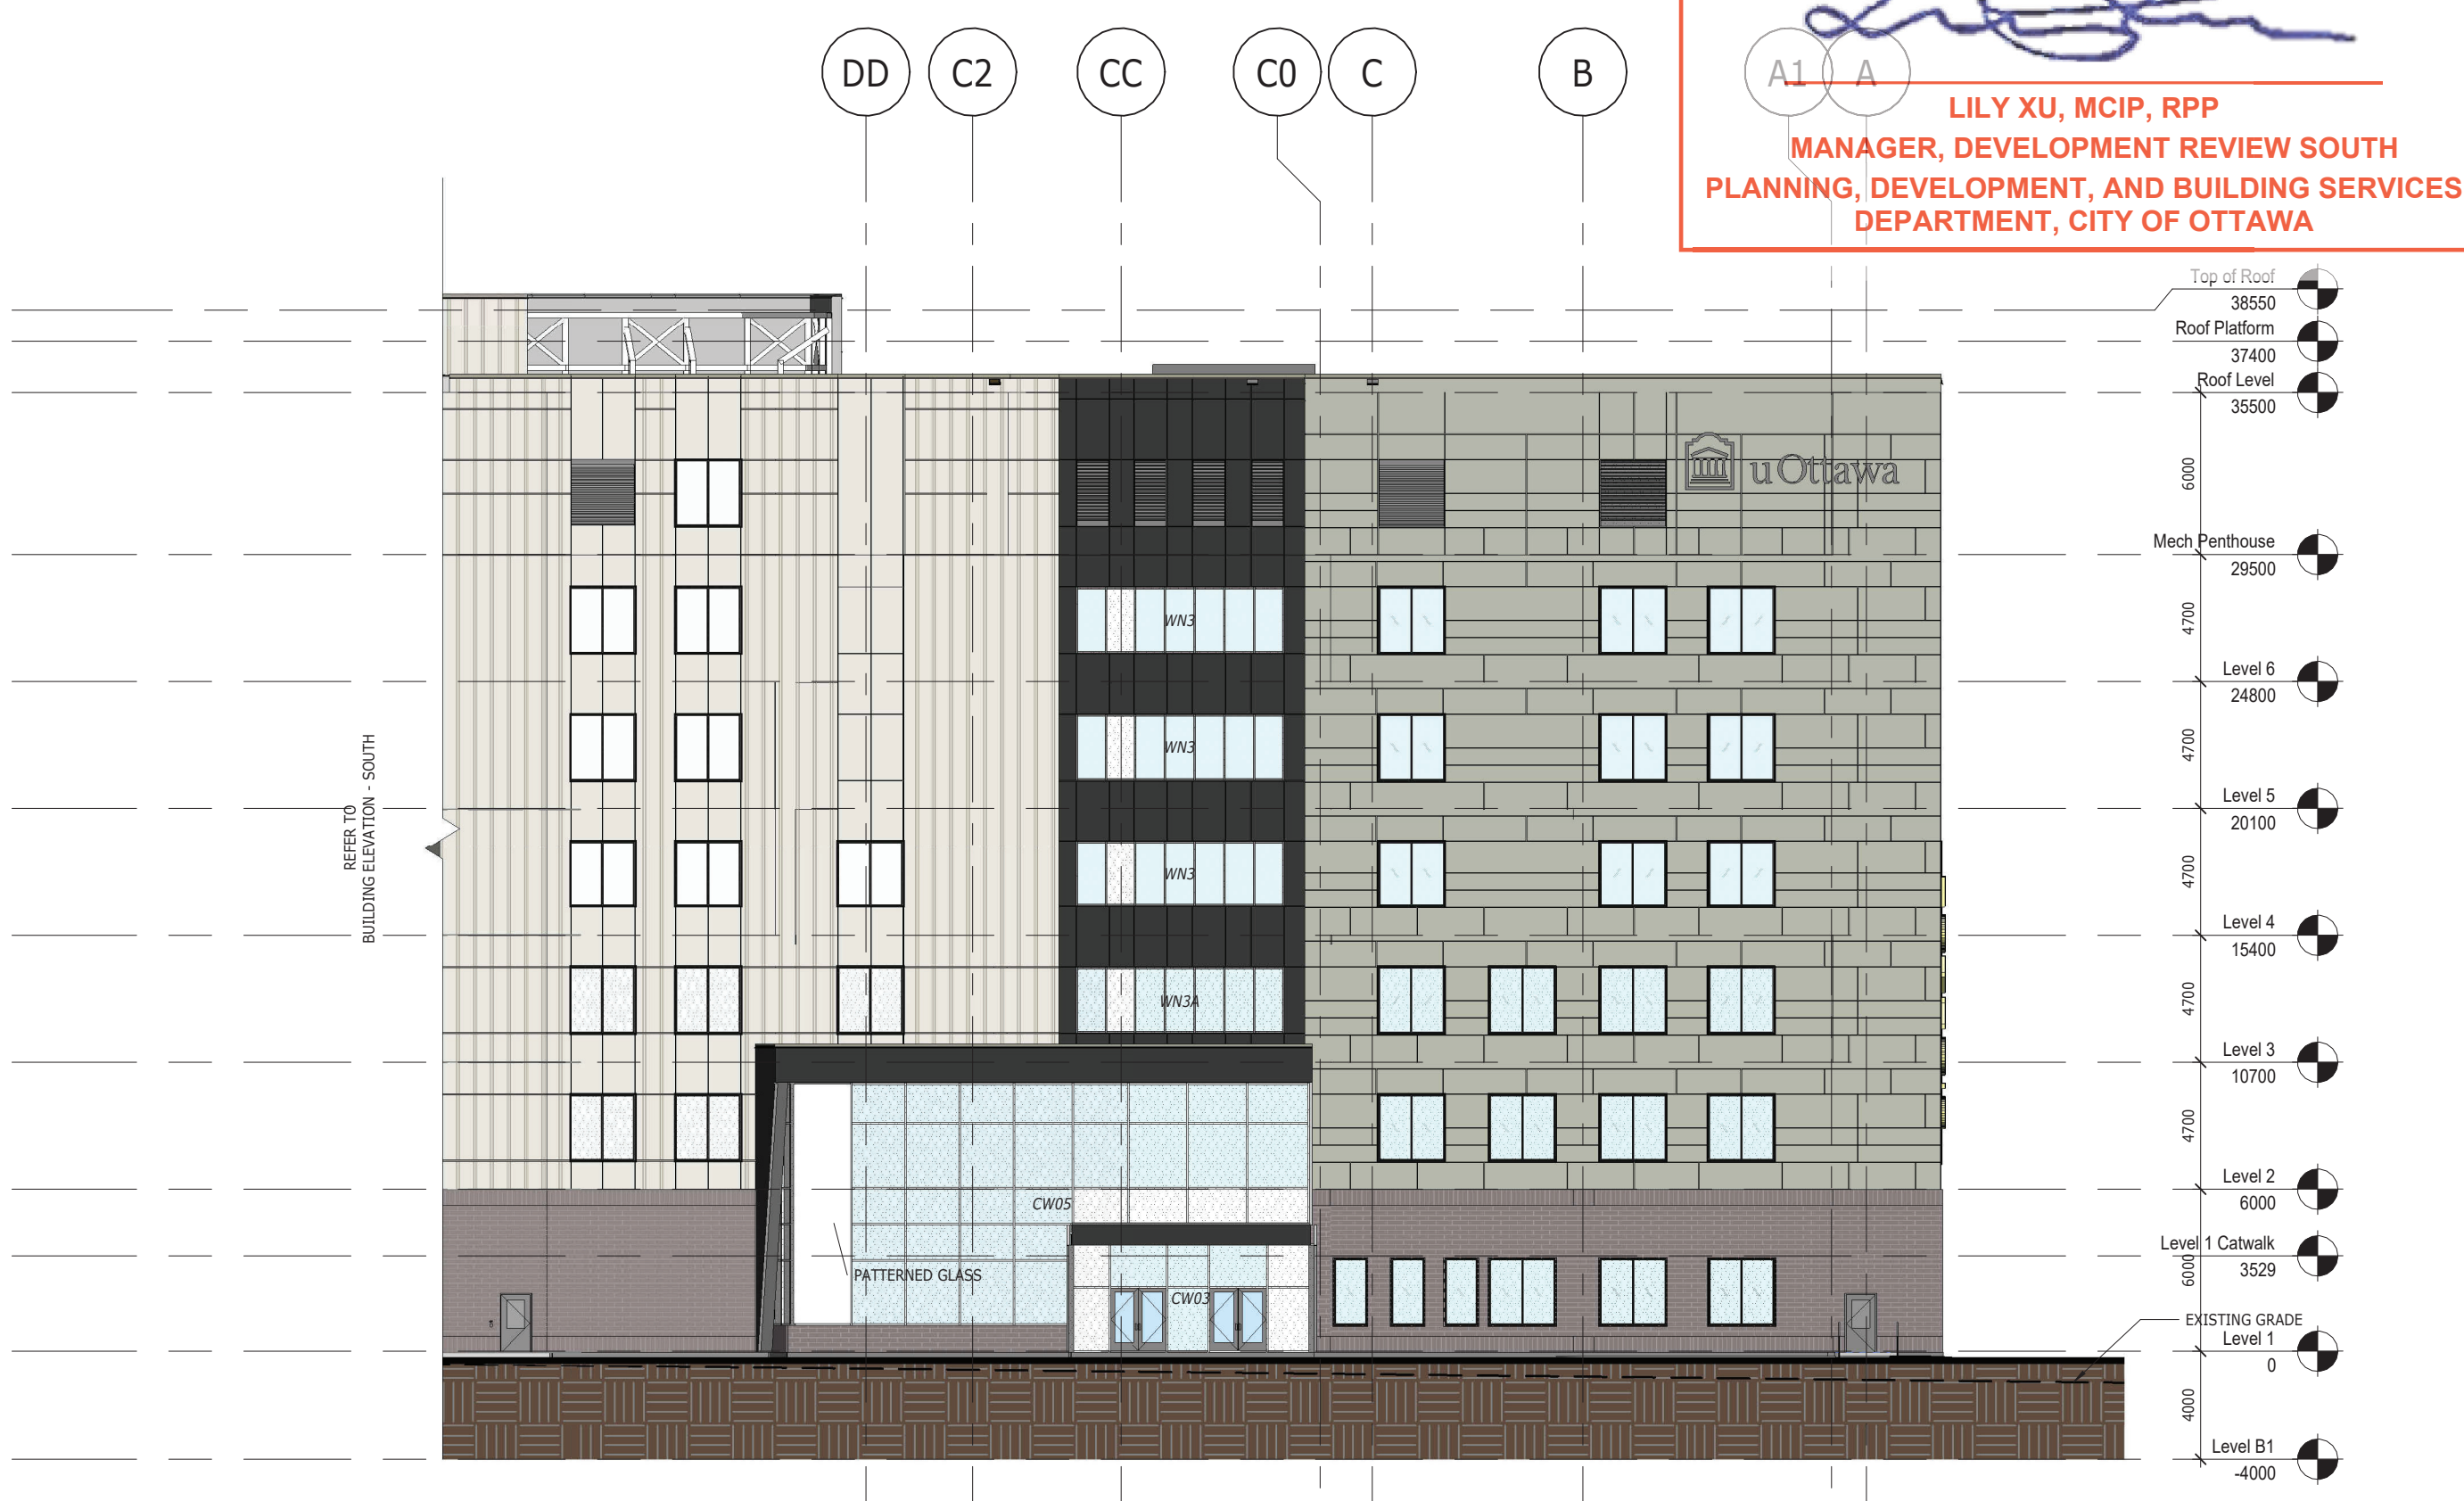 DD
C2
CC
C0
C
B
A1
A
LILY XU, MCIP, RPP
MANAGER, DEVELOPMENT REVIEW SOUTH
PLANNING, DEVELOPMENT, AND BUILDING SERVICES
DEPARTMENT, CITY OF OTTAWA
Top of Roof
38550
Roof Platform
37400
Roof Level
35500
6000
uOttawa
Mech Penthouse
29500
4700
WN3
Level 6
24800
4700
WN3
REFER TO
BUILDING ELEVATION - SOUTH
Level 5
20100
4700
WN3
Level 4
15400
4700
WN3A
Level 3
10700
4700
Level 2
6000
CW05
Level 1 Catwalk
3529
6000
PATTERNED GLASS
CW03
EXISTING GRADE
Level 1
0
4000
Level B1
-4000